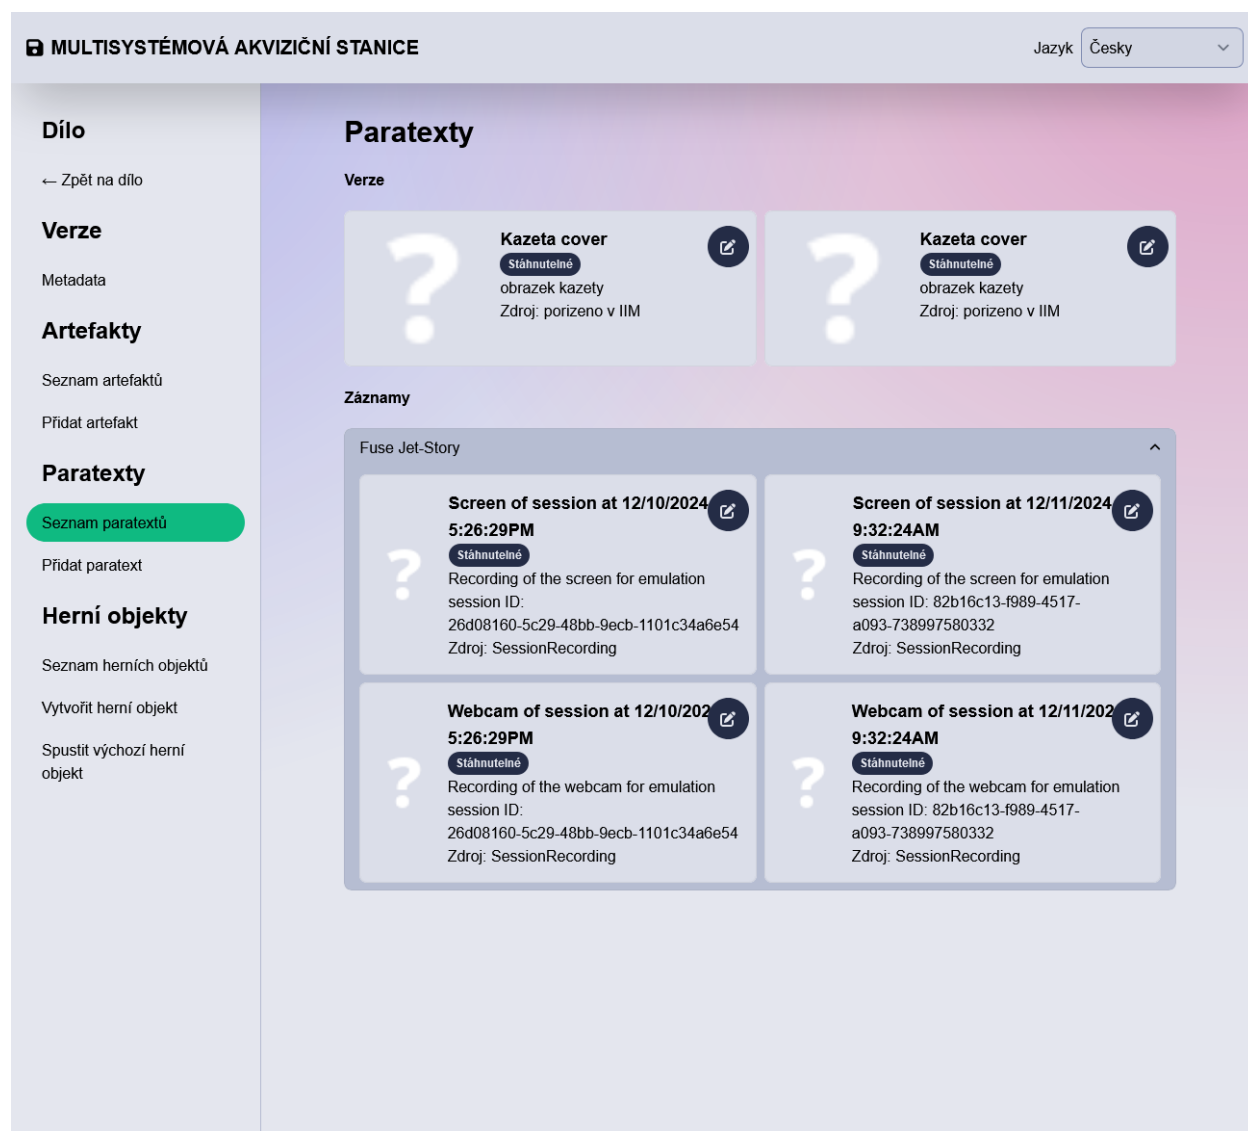 MULTISYSTÉMOVÁ AKVIZIČNÍ STANICE
Jazyk
Česky
Dílo
← Zpět na dílo
Verze
Metadata
Artefakty
Seznam artefaktů
Přidat artefakt
Paratexty
Seznam paratextů
Přidat paratext
Herní objekty
Seznam herních objektů
Vytvořit herní objekt
Spustit výchozí herní
objekt
Paratexty
Verze
Kazeta cover
Stáhnutelné
obrazek kazety
Zdroj: porizeno v IIM
Kazeta cover
Stáhnutelné
obrazek kazety
Zdroj: porizeno v IIM
Záznamy
Fuse Jet-Story
Screen of session at 12/10/2024
5:26:29PM
Stáhnutelné
Recording of the screen for emulation
session ID:
26d08160-5c29-48bb-9ecb-1101c34a6e54
Zdroj: SessionRecording
Screen of session at 12/11/2024
9:32:24AM
Stáhnutelné
Recording of the screen for emulation
session ID: 82b16c13-f989-4517-
a093-738997580332
Zdroj: SessionRecording
Webcam of session at 12/10/202
5:26:29PM
Stáhnutelné
Recording of the webcam for emulation
session ID:
26d08160-5c29-48bb-9ecb-1101c34a6e54
Zdroj: SessionRecording
Webcam of session at 12/11/202
9:32:24AM
Stáhnutelné
Recording of the webcam for emulation
session ID: 82b16c13-f989-4517-
a093-738997580332
Zdroj: SessionRecording